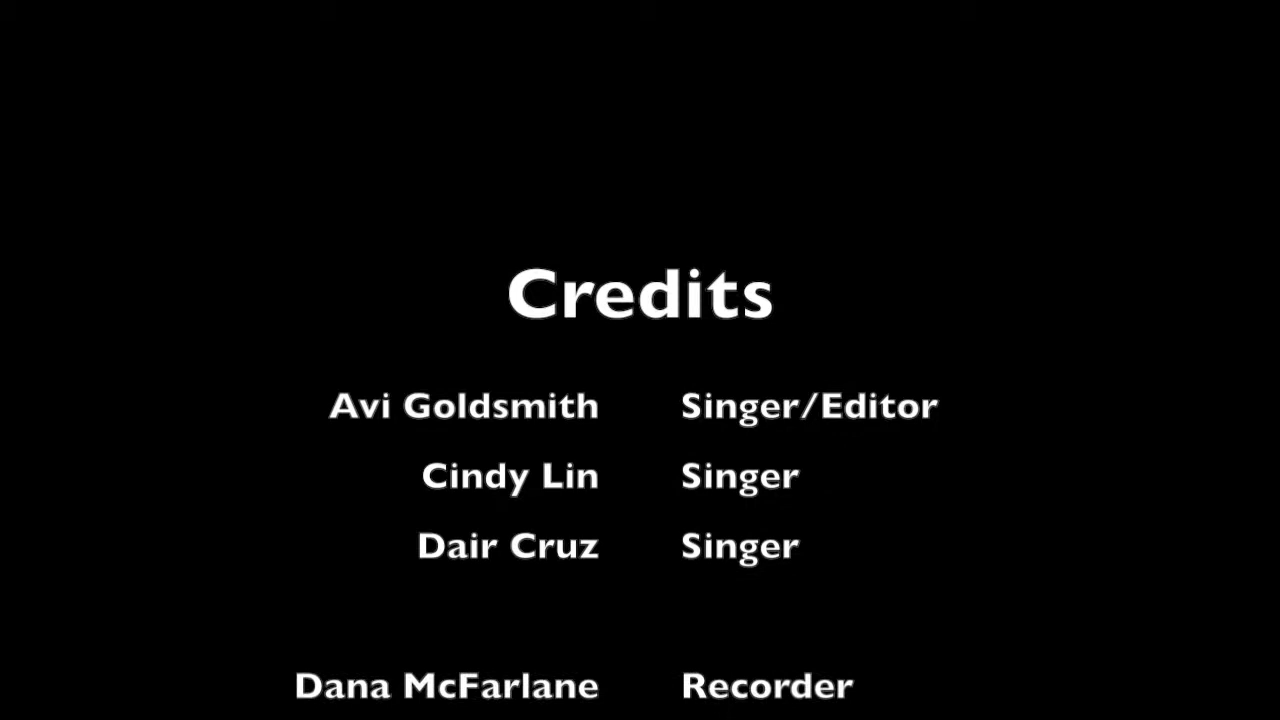 Credits
Avi Goldsmith Singer/Editor
Cindy Lin Singer
Dair Cruz Singer
Dana McFarlane Recorder